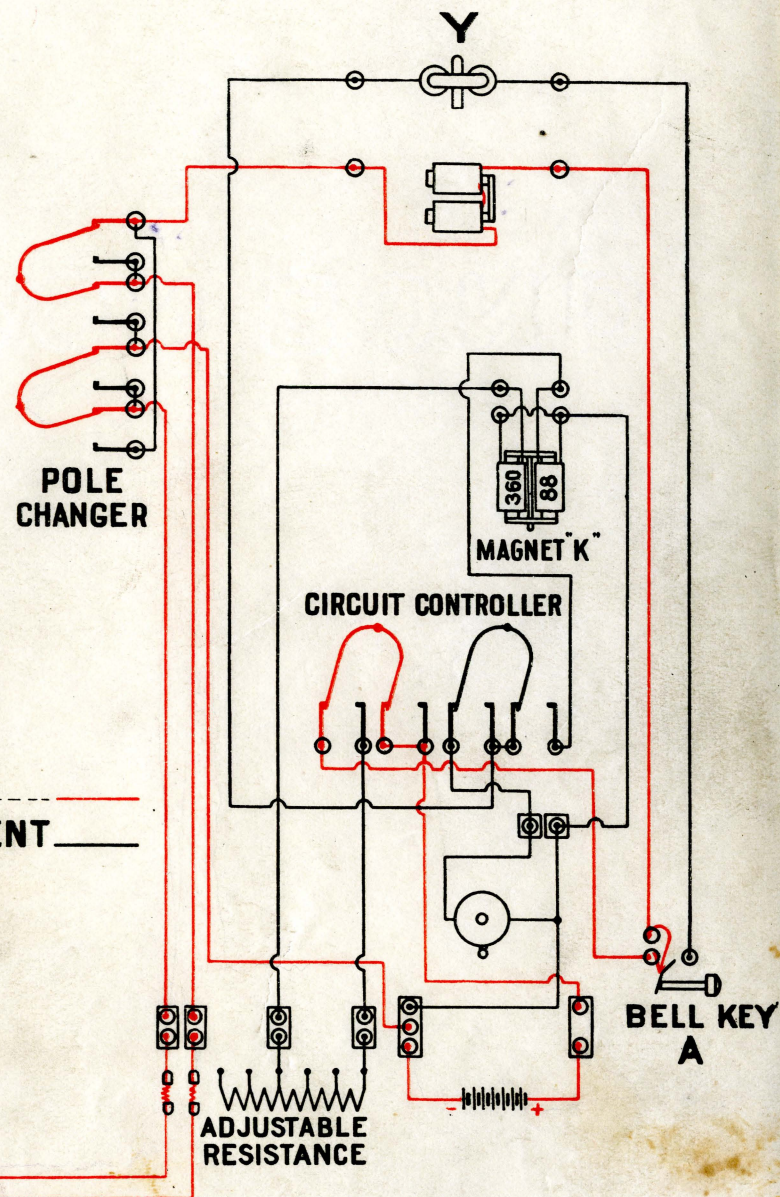 Y
POLE
CHANGER
360
88
MAGNET "K"
CIRCUIT CONTROLLER
ENT
BELL KEY
A
- +
ADJUSTABLE
RESISTANCE